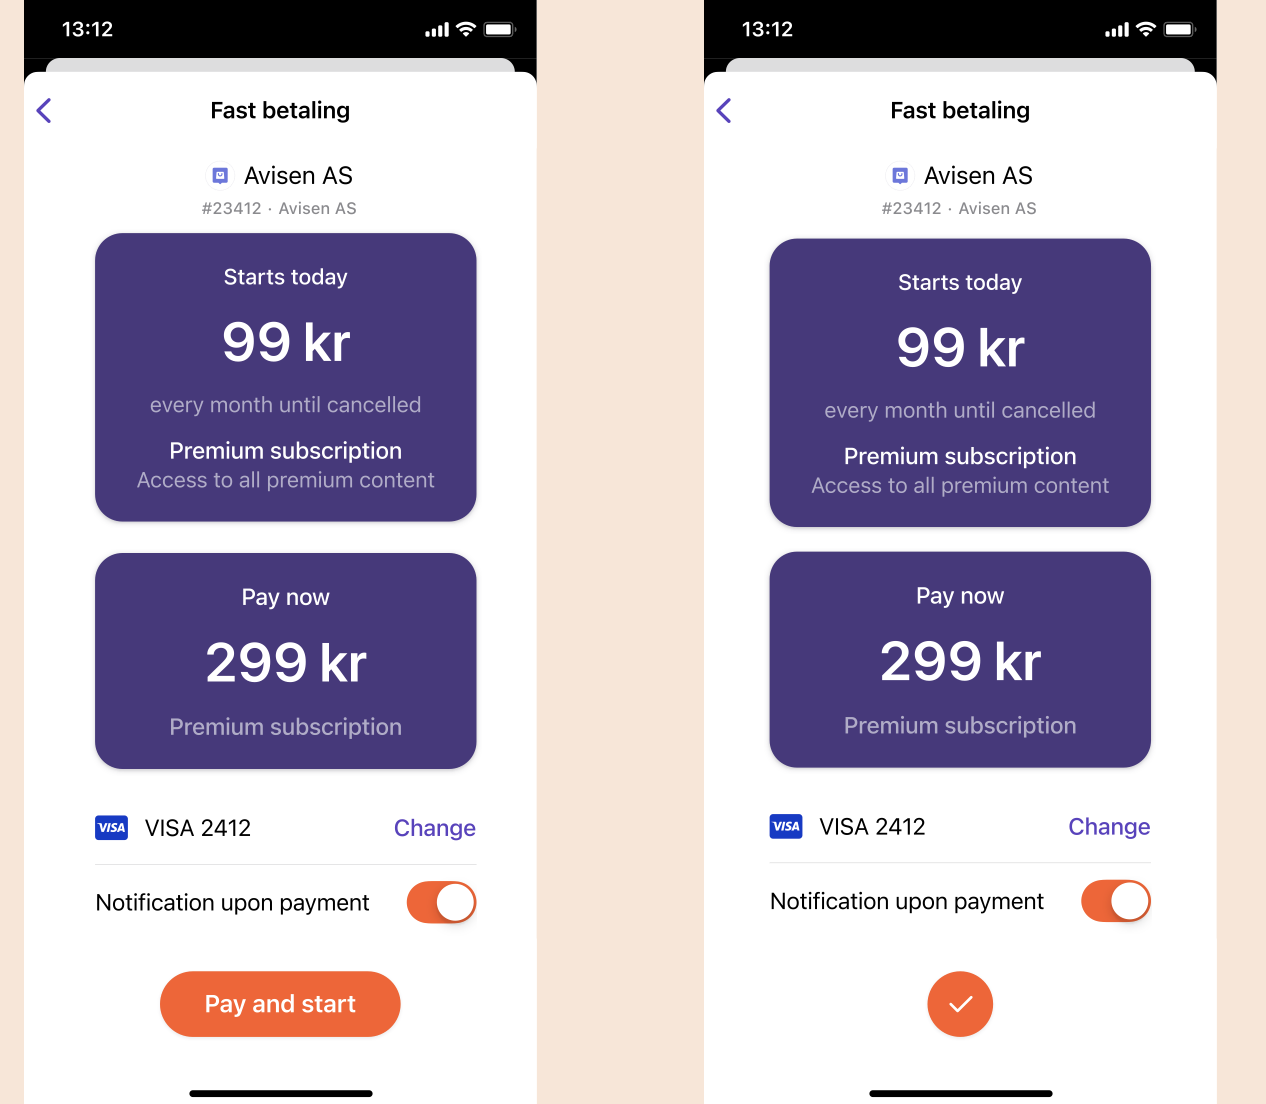 13:12
Fast betaling
Avisen AS
#23412 · Avisen AS
Starts today
99 kr
every month until cancelled
Premium subscription
Access to all premium content
Pay now
299 kr
Premium subscription
VISA VISA 2412 Change
Notification upon payment
Pay and start
13:12
Fast betaling
Avisen AS
#23412 · Avisen AS
Starts today
99 kr
every month until cancelled
Premium subscription
Access to all premium content
Pay now
299 kr
Premium subscription
VISA VISA 2412 Change
Notification upon payment